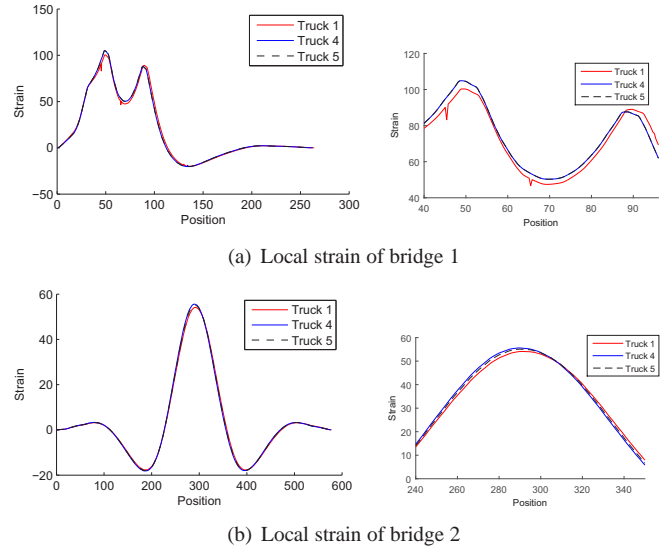 150
100
50
0
−50
0
50
100
150
200
250
300
Strain
Position
Truck 1
Truck 4
Truck 5
120
100
80
60
40
40
50
60
70
80
90
Strain
Position
Truck 1
Truck 4
Truck 5
(a) Local strain of bridge 1
60
40
20
0
−20
0
100
200
300
400
500
600
Strain
Position
Truck 1
Truck 4
Truck 5
60
50
40
30
20
10
0
240
260
280
300
320
340
Strain
Position
Truck 1
Truck 4
Truck 5
(b) Local strain of bridge 2